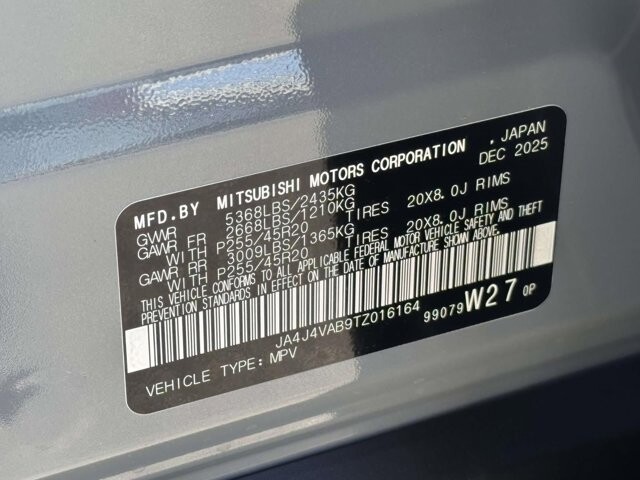 MFD.BY MITSUBISHI MOTORS CORPORATION , JAPAN
DEC 2025
GVWR 5368LBS/2435KG
GAWR FR 2668LBS/1210KG
WITH P255/45R20 TIRES 20X8.0J RIMS
GAWR RR 3009LBS/1365KG
WITH P255/45R20 TIRES 20X8.0J RIMS
THIS VEHICLE CONFORMS TO ALL APPLICABLE FEDERAL MOTOR VEHICLE SAFETY AND THEFT
PREVENTION STANDARDS IN EFFECT ON THE DATE OF MANUFACTURE SHOWN ABOVE.
JA4J4VAB9TZ016164 99079 W27 0P
VEHICLE TYPE: MPV